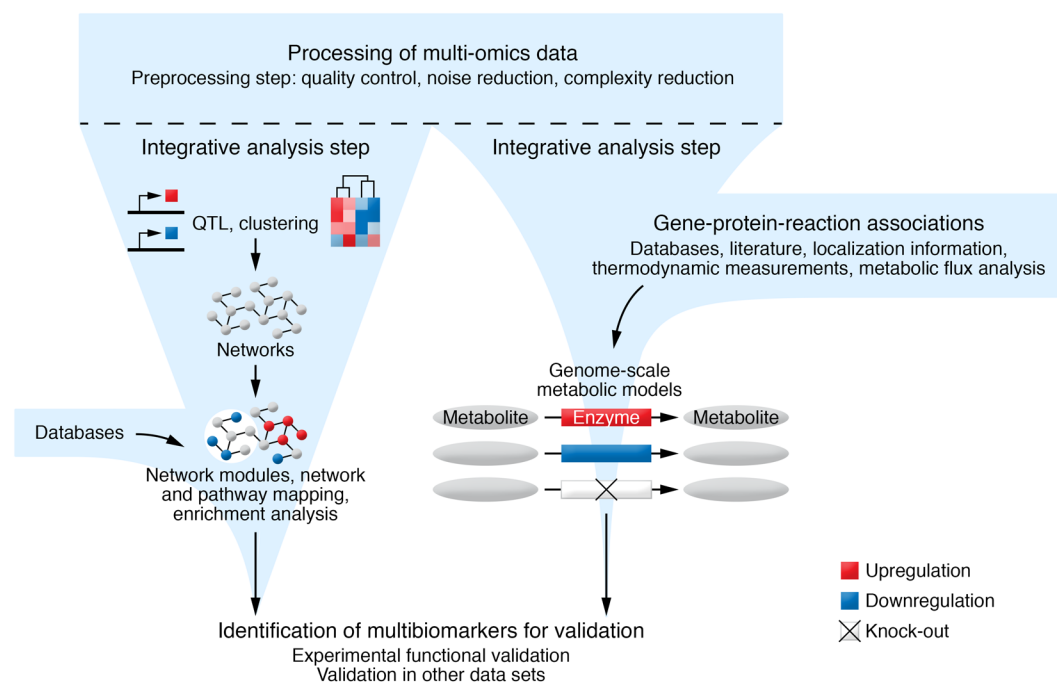 Processing of multi-omics data
Preprocessing step: quality control, noise reduction, complexity reduction
Integrative analysis step
QTL, clustering
Networks
Databases
Network modules, network
and pathway mapping,
enrichment analysis
Integrative analysis step
Gene-protein-reaction associations
Databases, literature, localization information,
thermodynamic measurements, metabolic flux analysis
Genome-scale
metabolic models
Metabolite
Enzyme
Metabolite
Identification of multibiomarkers for validation
Experimental functional validation
Validation in other data sets
Upregulation
Downregulation
Knock-out